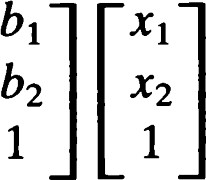 b₁ x₁
b₂ x₂
1 1